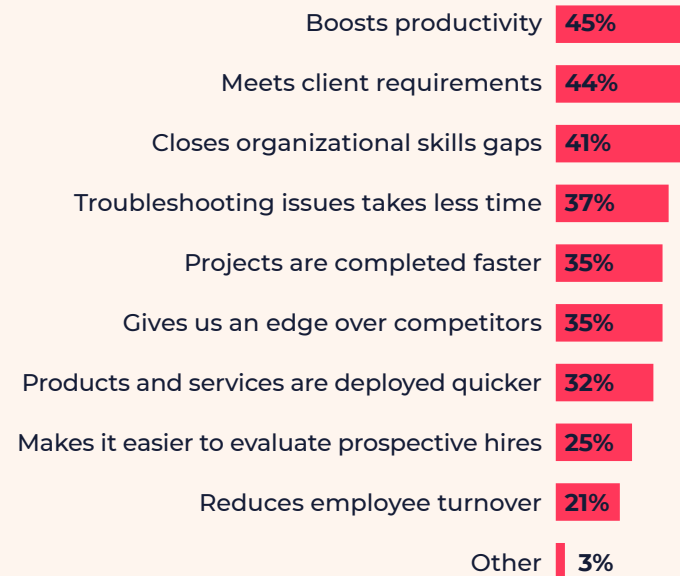 Boosts productivity 45%
Meets client requirements 44%
Closes organizational skills gaps 41%
Troubleshooting issues takes less time 37%
Projects are completed faster 35%
Gives us an edge over competitors 35%
Products and services are deployed quicker 32%
Makes it easier to evaluate prospective hires 25%
Reduces employee turnover 21%
Other 3%